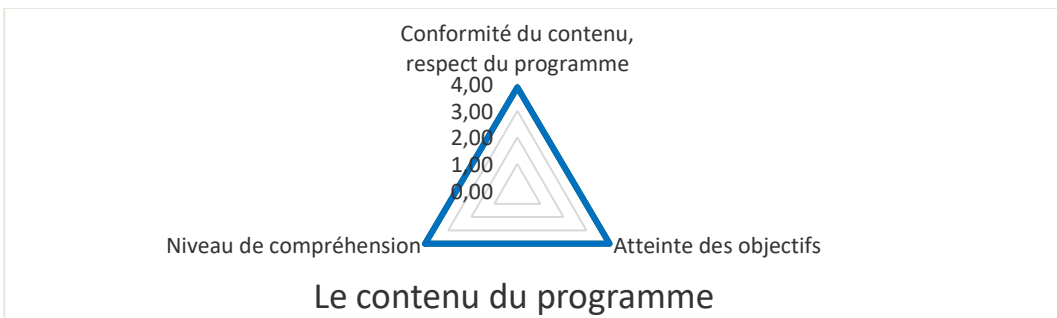 Conformité du contenu,
respect du programme
4,00
3,00
2,00
1,00
0,00
Niveau de compréhension
Atteinte des objectifs
Le contenu du programme